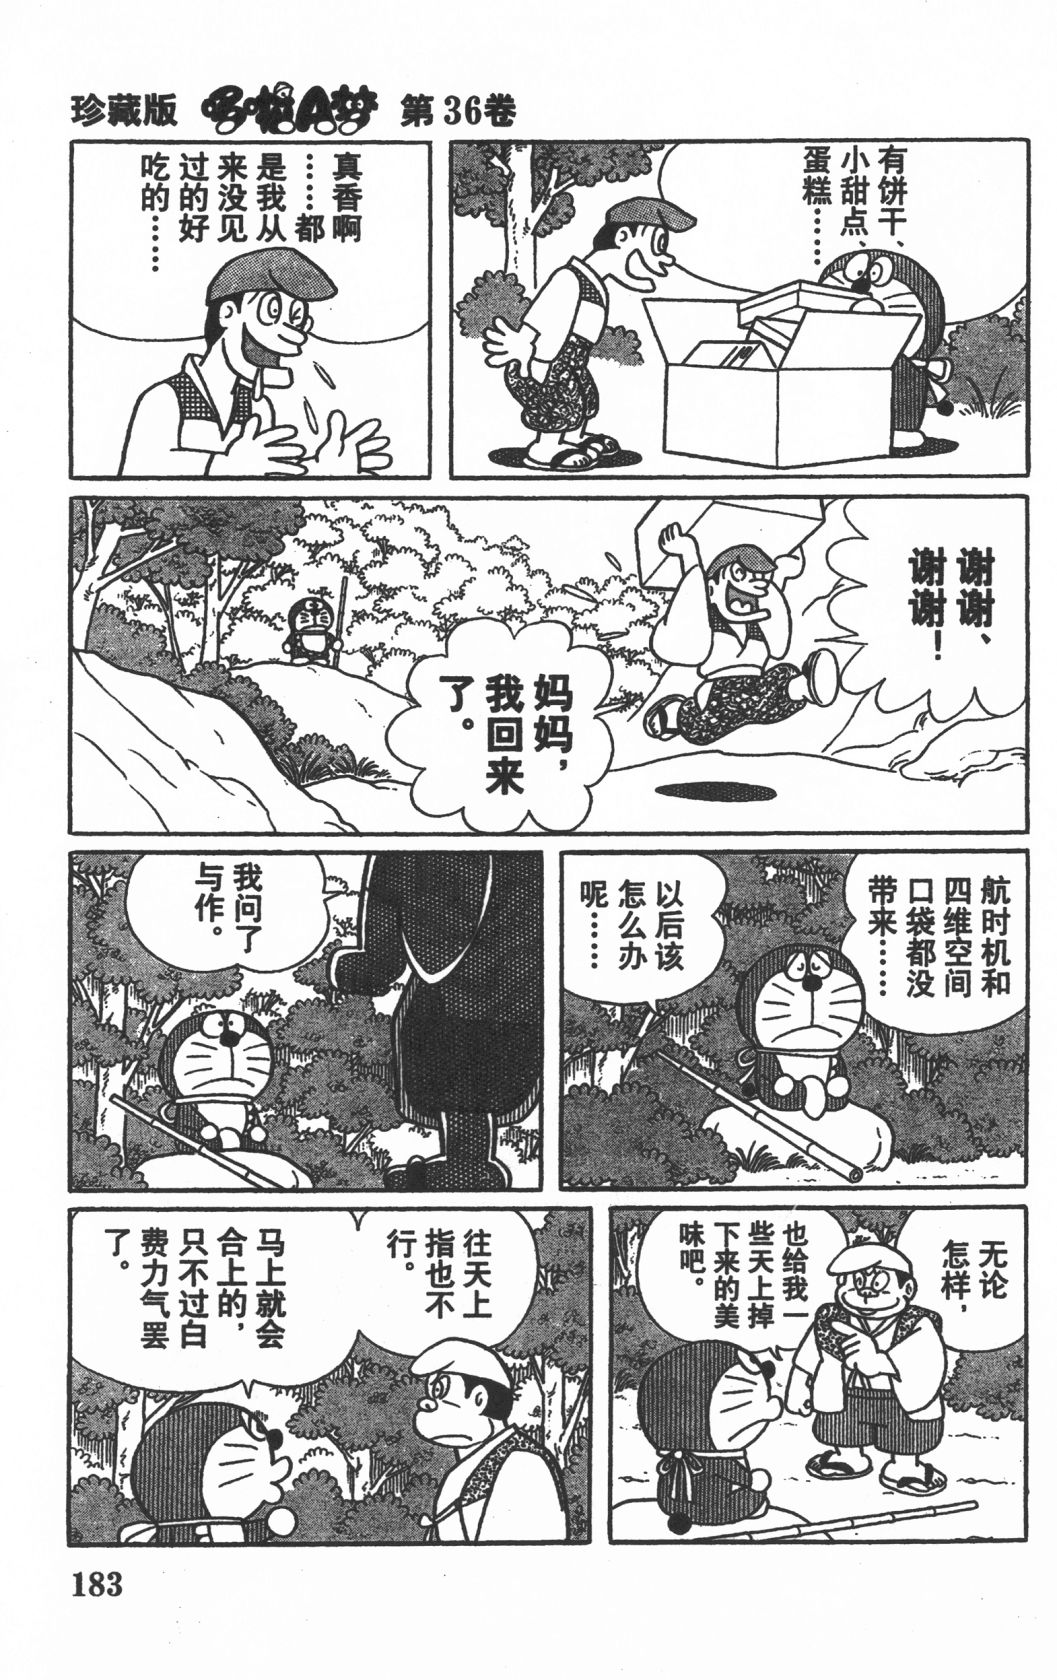 珍藏版 哆啦A梦 第36卷
有饼干、
小甜点、
蛋糕……
真香啊
……都
是我从
来没见
过的好
吃的……
谢谢、
谢谢！
妈妈，
我回来
了。
航时机和
四维空间
口袋都没
带来……
以后该
怎么办
呢……
我问了
与作。
无论
怎样，
也给我一
些天上掉
下来的美
味吧。
往天上
指也不
行。
马上就会
合上的，
只不过白
费力气罢
了。
183